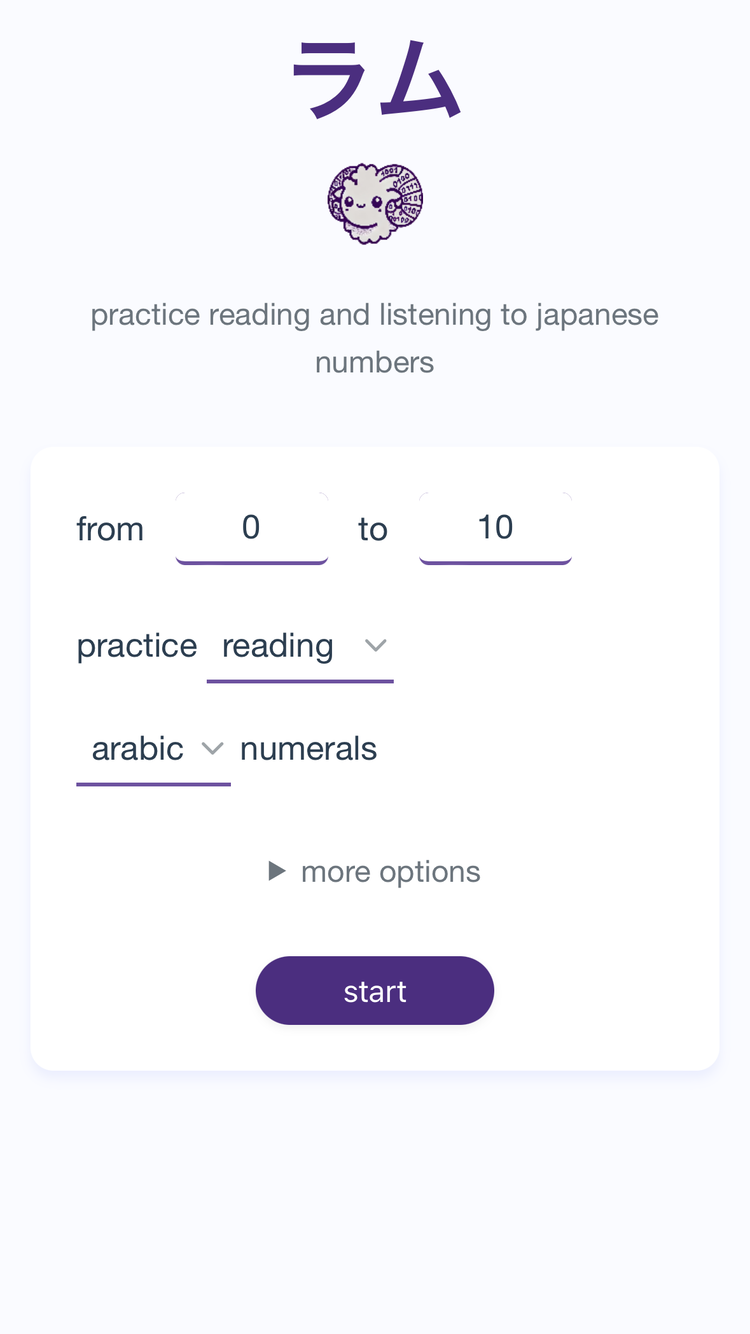 ラム
practice reading and listening to japanese
numbers
from 0 to 10
practice reading
arabic numerals
more options
start